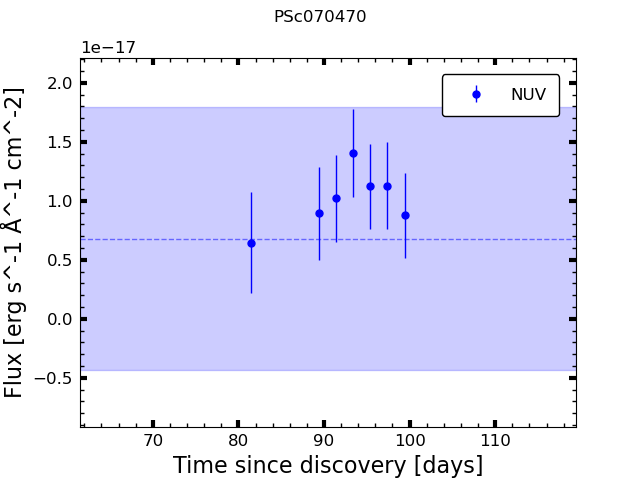 PSc070470
1e−17
NUV
2.0
1.5
1.0
0.5
0.0
−0.5
Flux [erg s^-1 Å^-1 cm^-2]
70 80 90 100 110
Time since discovery [days]